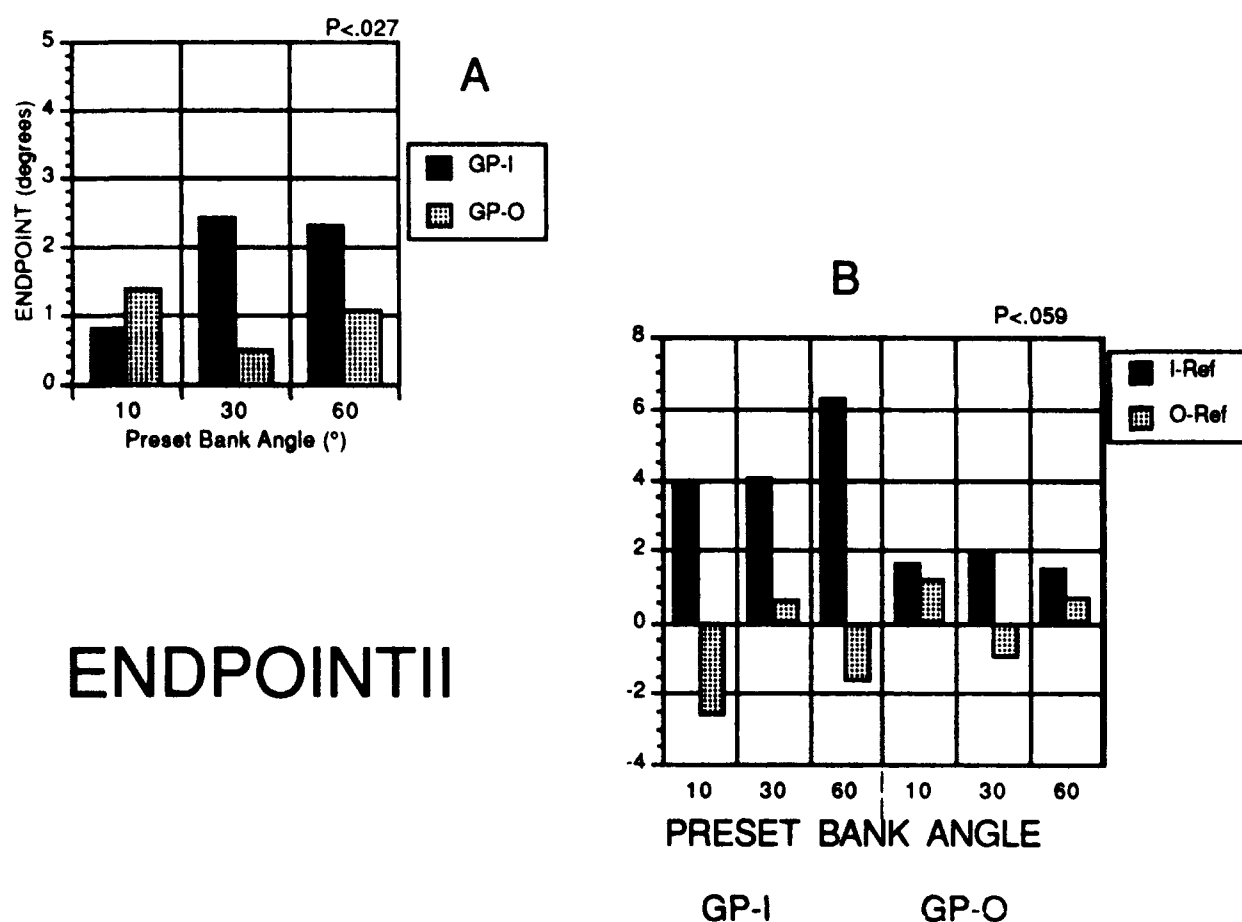 P<.027
A
5
4
3
2
1
0
ENDPOINT (degrees)
GP-I
GP-O
10 30 60
Preset Bank Angle (°)
B
P<.059
8
6
4
2
0
-2
-4
I-Ref
O-Ref
10 30 60 10 30 60
PRESET BANK ANGLE
GP-I GP-O
ENDPOINTII